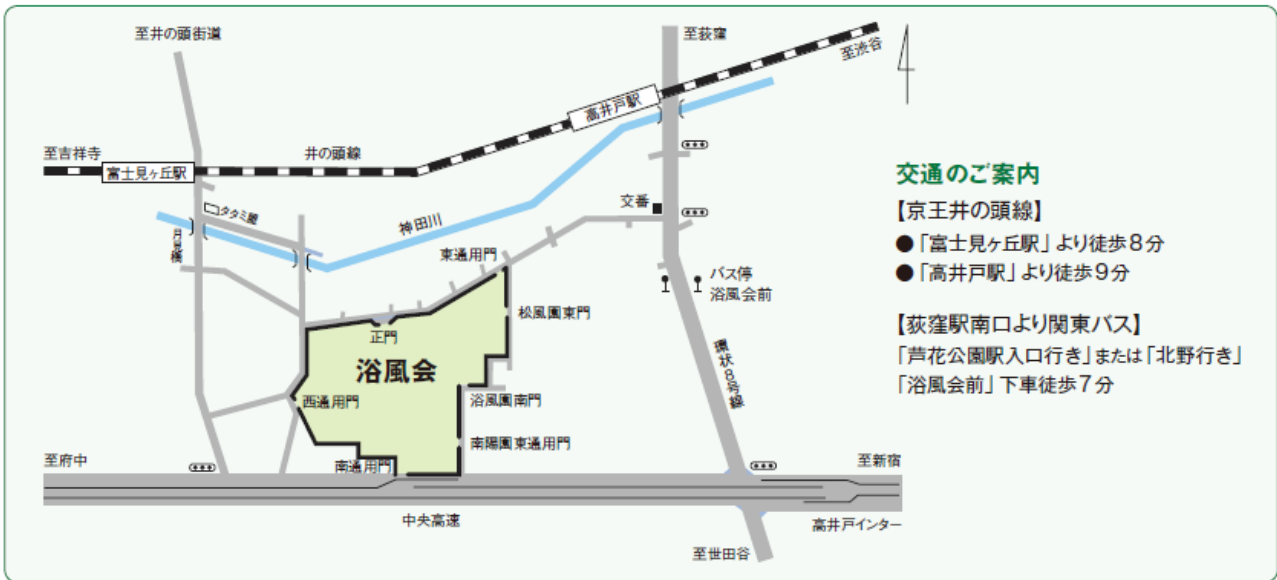 至井の頭街道
至荻窪
至渋谷
高井戸駅
至吉祥寺
富士見ヶ丘駅
井の頭線
タタミ屋
月見橋
神田川
交番
東通用門
バス停
浴風会前
松風園東門
正門
浴風会
環状8号線
西通用門
浴風園南門
南陽園東通用門
至府中
南通用門
至新宿
中央高速
高井戸インター
至世田谷
交通のご案内
【京王井の頭線】
●「富士見ヶ丘駅」より徒歩8分
●「高井戸駅」より徒歩9分
【荻窪駅南口より関東バス】
「芦花公園駅入口行き」または「北野行き」
「浴風会前」下車徒歩7分